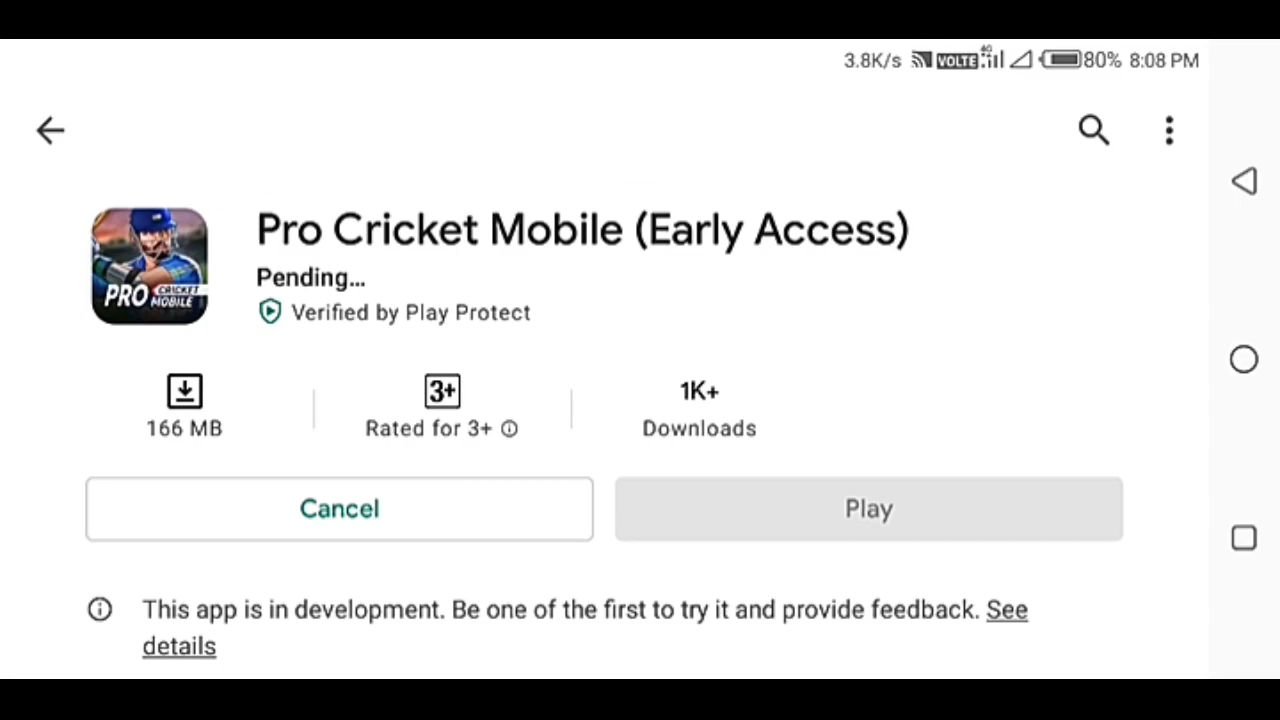 3.8K/s VOLTE 4G 80% 8:08 PM
Pro Cricket Mobile (Early Access)
Pending...
PRO CRICKET MOBILE
Verified by Play Protect
3+
1K+
166 MB
Rated for 3+
Downloads
Cancel
Play
This app is in development. Be one of the first to try it and provide feedback. See
details